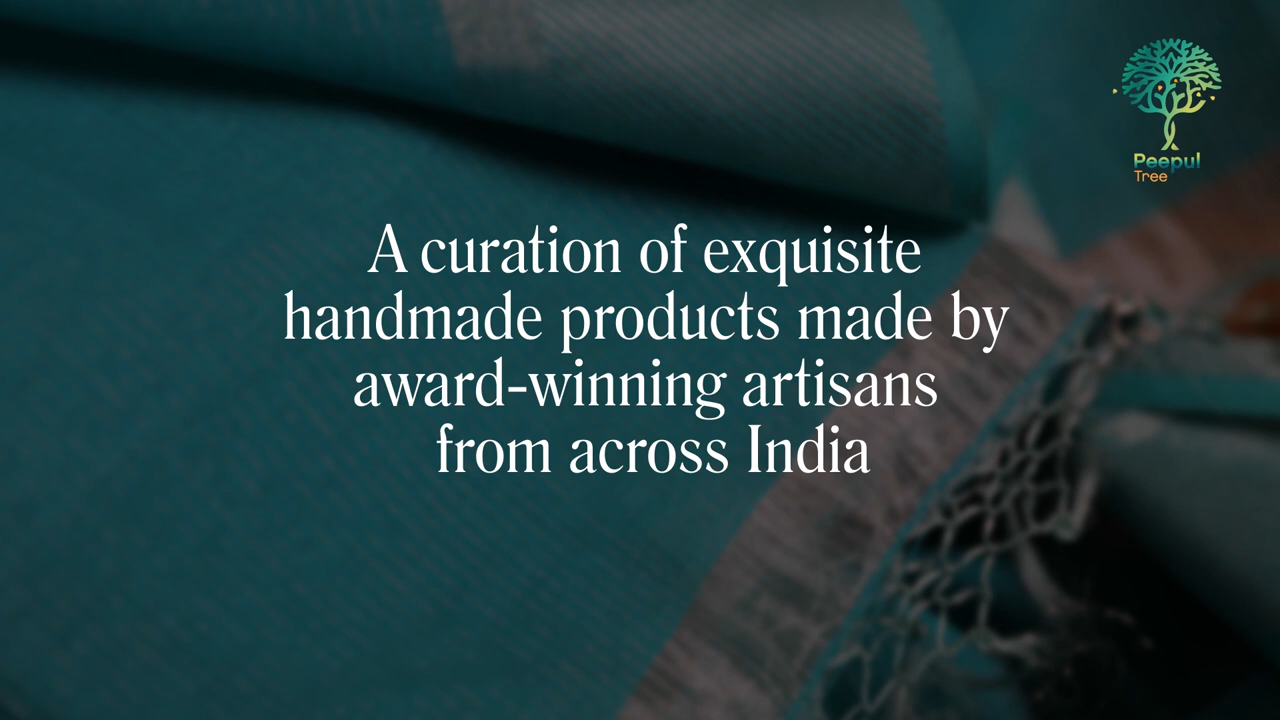 Peepul
Tree
A curation of exquisite
handmade products made by
award-winning artisans
from across India